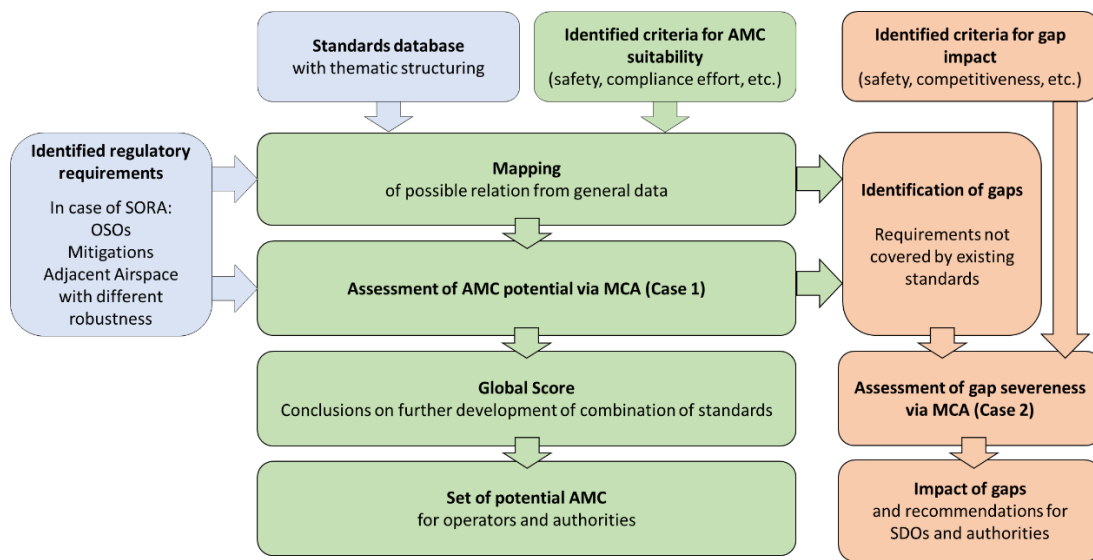 Standards database
with thematic structuring
Identified criteria for AMC
suitability
(safety, compliance effort, etc.)
Identified criteria for gap
impact
(safety, competitiveness, etc.)
Identified regulatory
requirements
In case of SORA:
OSOs
Mitigations
Adjacent Airspace
with different
robustness
Mapping
of possible relation from general data
Identification of gaps
Requirements not
covered by existing
standards
Assessment of AMC potential via MCA (Case 1)
Global Score
Conclusions on further development of combination of standards
Assessment of gap severeness
via MCA (Case 2)
Set of potential AMC
for operators and authorities
Impact of gaps
and recommendations for
SDOs and authorities